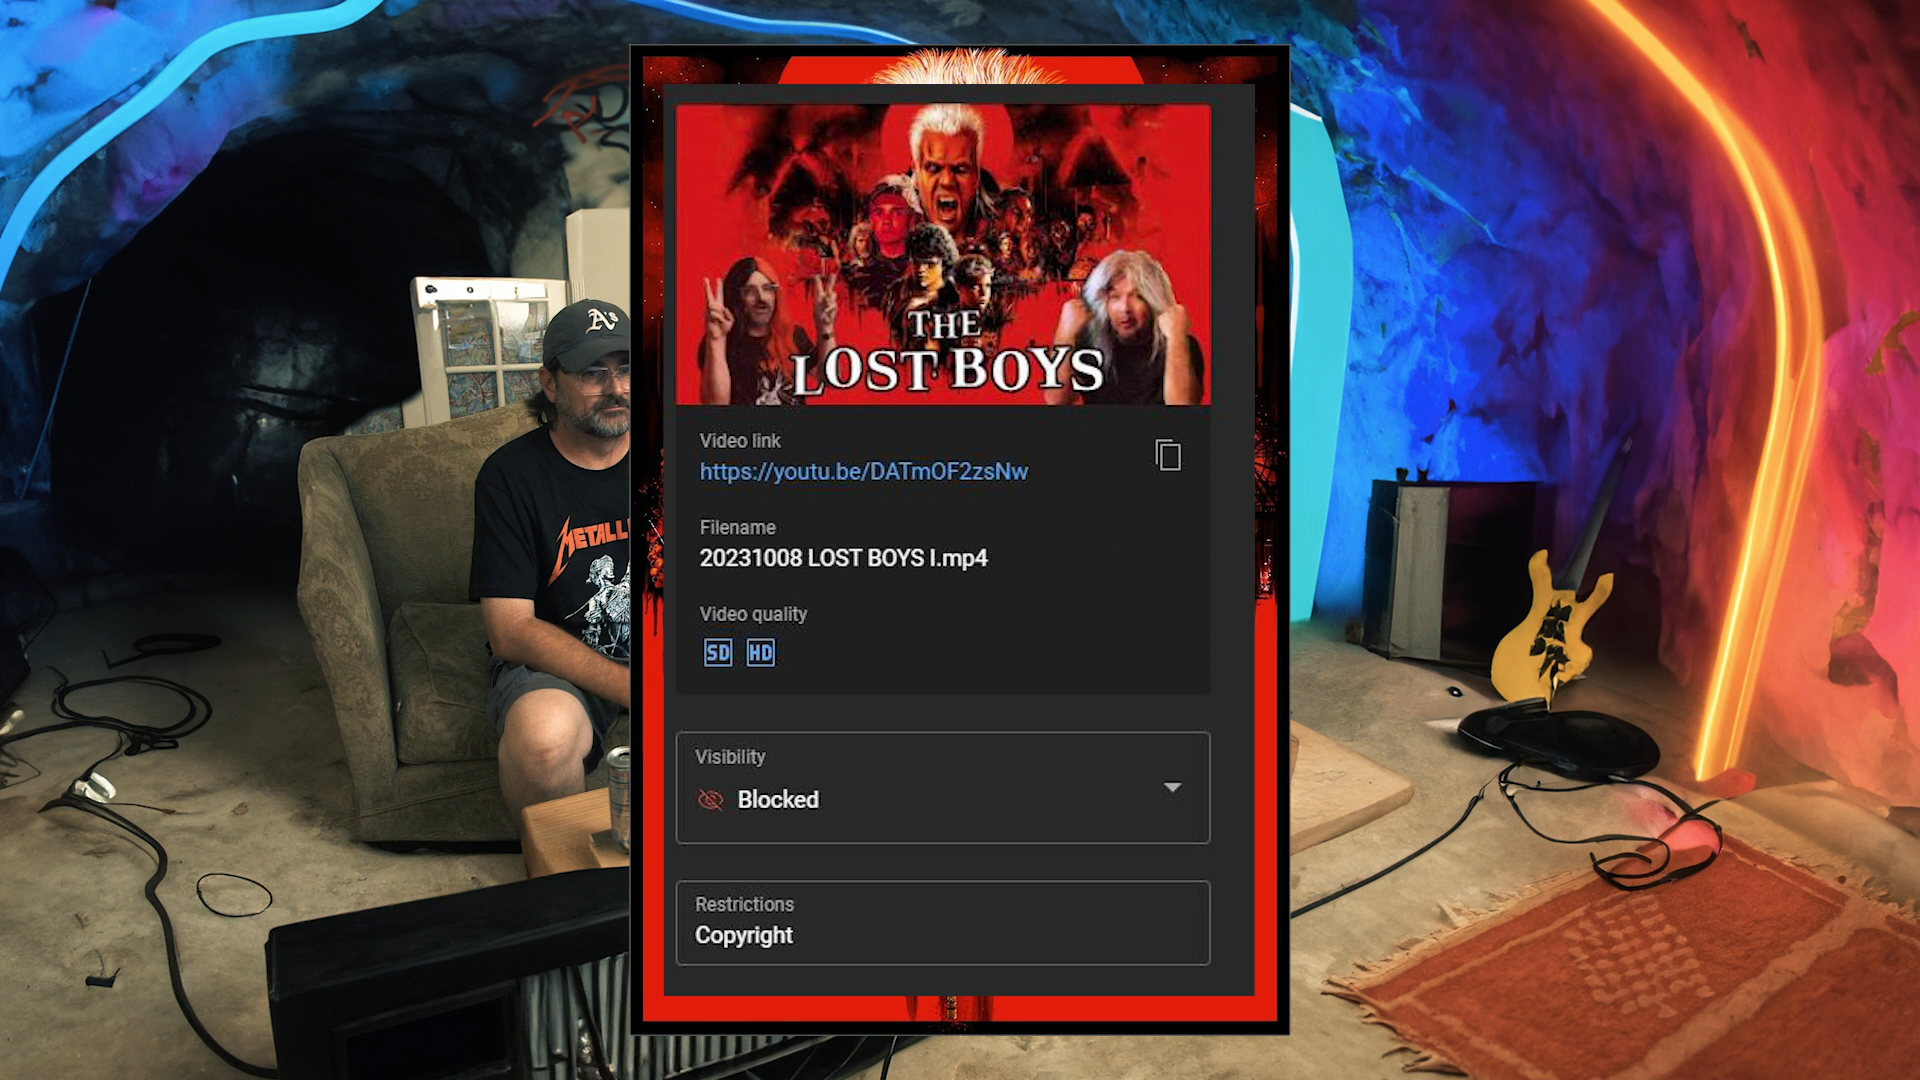 A's
METALL
THE
LOST BOYS
Video link
https://youtu.be/DATmOF2zsNw
Filename
20231008 LOST BOYS I.mp4
Video quality
SD HD
Visibility
Blocked
Restrictions
Copyright